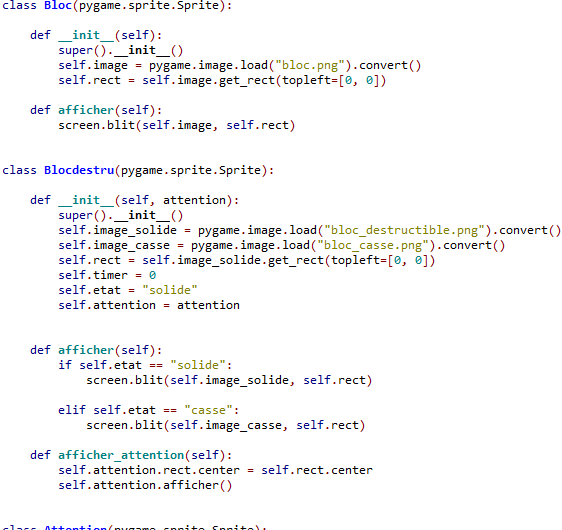 class Bloc(pygame.sprite.Sprite):
def __init__(self):
super().__init__()
self.image = pygame.image.load("bloc.png").convert()
self.rect = self.image.get_rect(topleft=[0, 0])
def afficher(self):
screen.blit(self.image, self.rect)
class Blocdestru(pygame.sprite.Sprite):
def __init__(self, attention):
super().__init__()
self.image_solide = pygame.image.load("bloc_destructible.png").convert()
self.image_casse = pygame.image.load("bloc_casse.png").convert()
self.rect = self.image_solide.get_rect(topleft=[0, 0])
self.timer = 0
self.etat = "solide"
self.attention = attention
def afficher(self):
if self.etat == "solide":
screen.blit(self.image_solide, self.rect)
elif self.etat == "casse":
screen.blit(self.image_casse, self.rect)
def afficher_attention(self):
self.attention.rect.center = self.rect.center
self.attention.afficher()
class Attention(pygame.sprite.Sprite):